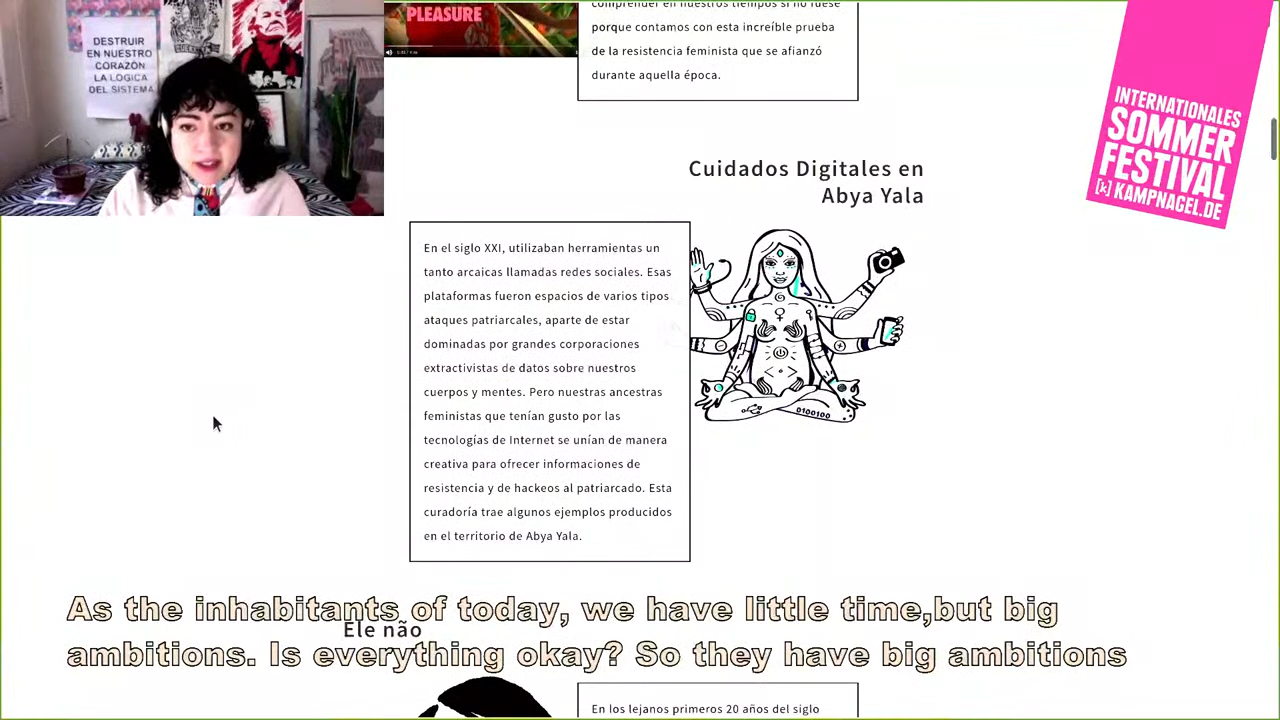 DESTRUIR
EN NUESTRO
CORAZÓN
LA LOGICA
DEL SISTEMA
PLEASURE
comprender en nuestros tiempos si no fuese
porque contamos con esta increíble prueba
de la resistencia feminista que se afianzó
durante aquella época.
INTERNATIONALES
SOMMER
FESTIVAL
[k] KAMPNAGEL.DE
Cuidados Digitales en
Abya Yala
En el siglo XXI, utilizaban herramientas un
tanto arcaicas llamadas redes sociales. Esas
plataformas fueron espacios de varios tipos
ataques patriarcales, aparte de estar
dominadas por grandes corporaciones
extractivistas de datos sobre nuestros
cuerpos y mentes. Pero nuestras ancestras
feministas que tenían gusto por las
tecnologías de Internet se unían de manera
creativa para ofrecer informaciones de
resistencia y de hackeos al patriarcado. Esta
curadoría trae algunos ejemplos producidos
en el territorio de Abya Yala.
0100100
As the inhabitants of today, we have little time,but big
Ele não
ambitions. Is everything okay? So they have big ambitions
En los lejanos primeros 20 años del siglo